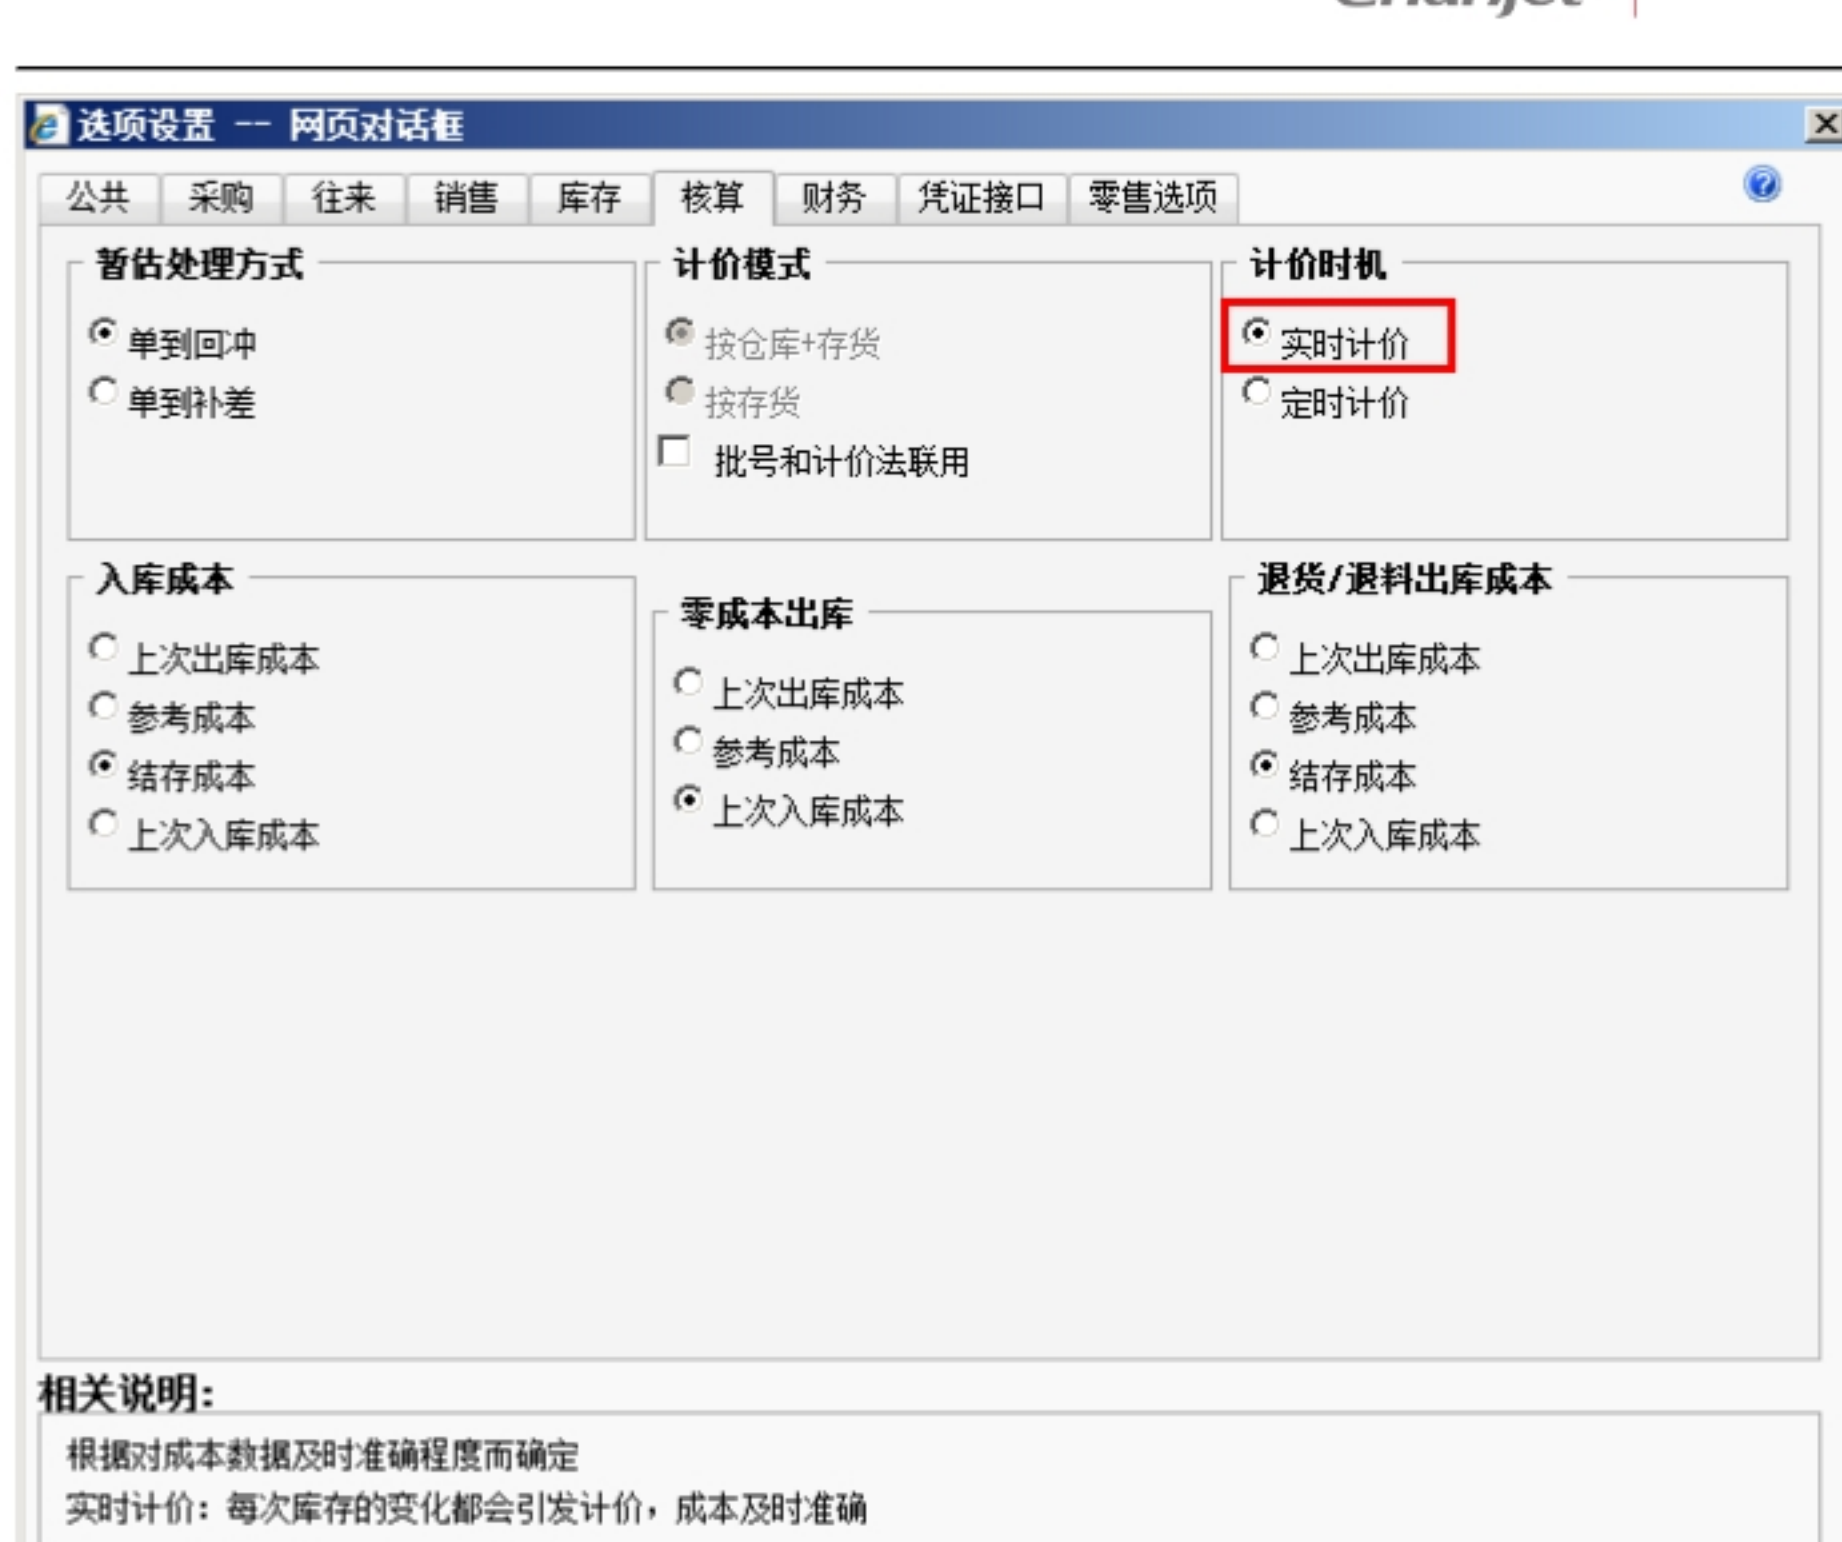 Chanjet
选项设置 -- 网页对话框
公共 采购 往来 销售 库存 核算 财务 凭证接口 零售选项
暂估处理方式
单到回冲
单到补差
计价模式
按仓库+存货
按存货
批号和计价法联用
计价时机
实时计价
定时计价
入库成本
上次出库成本
参考成本
结存成本
上次入库成本
零成本出库
上次出库成本
参考成本
上次入库成本
退货/退料出库成本
上次出库成本
参考成本
结存成本
上次入库成本
相关说明:
根据对成本数据及时准确程度而确定
实时计价：每次库存的变化都会引发计价，成本及时准确